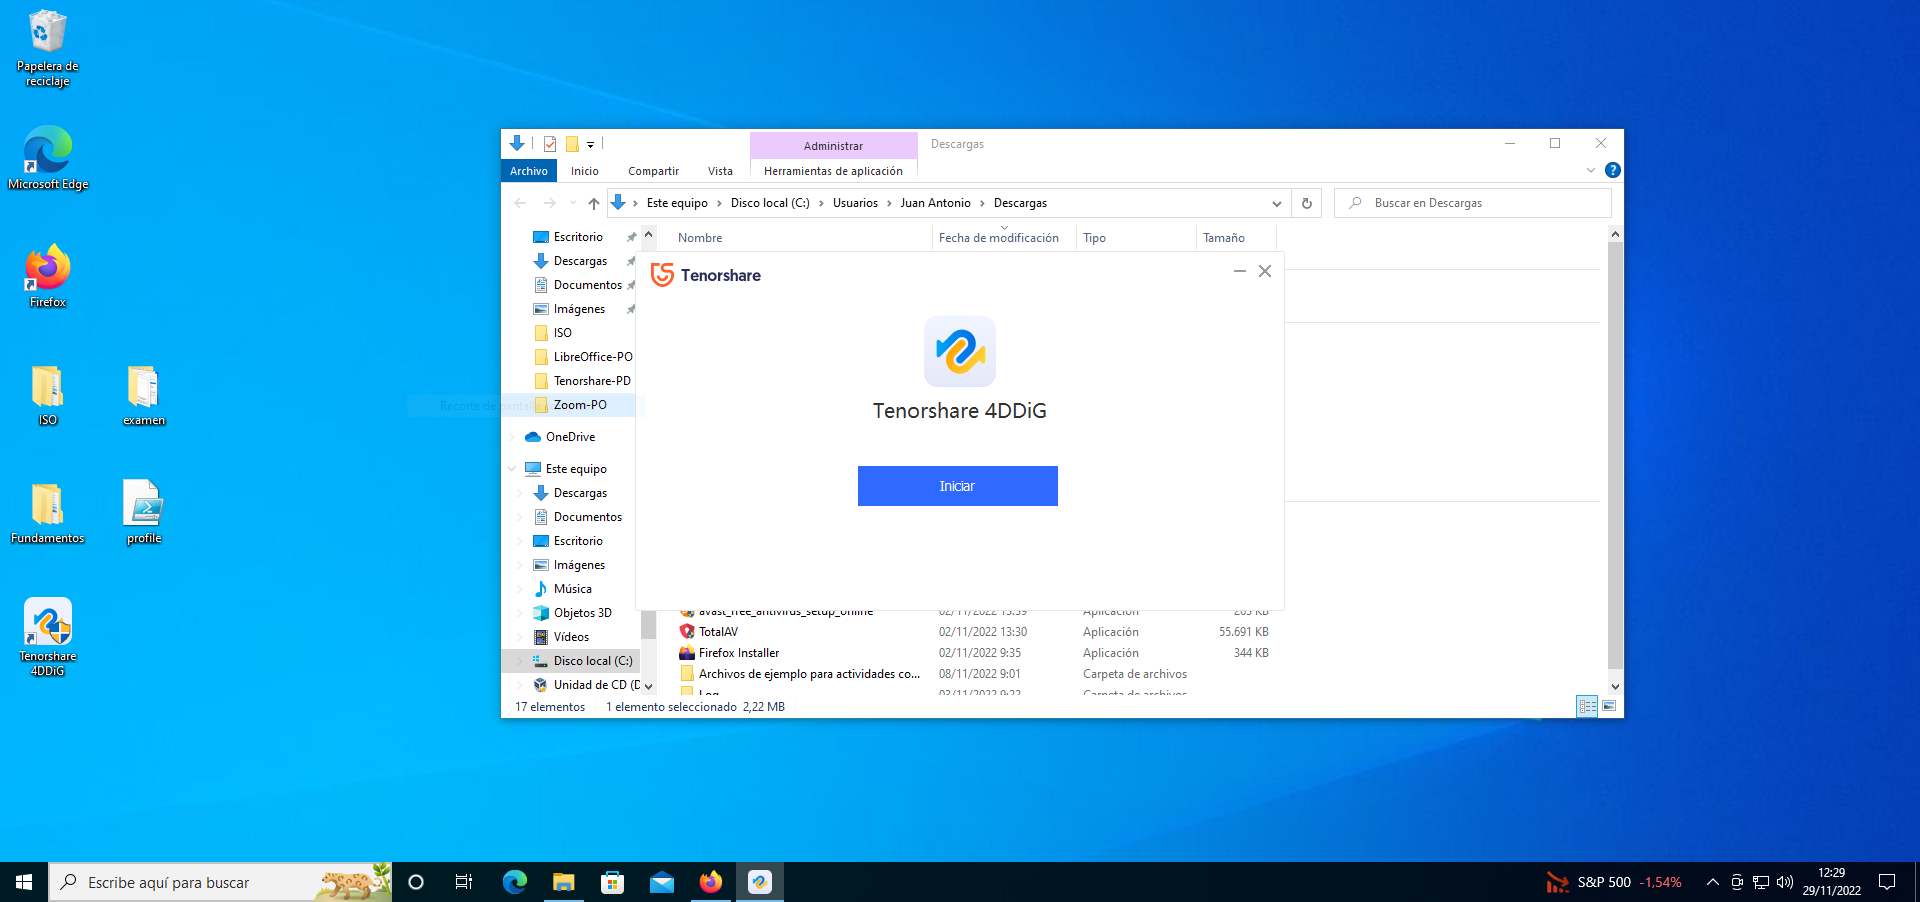 Papelera de
reciclaje
Microsoft Edge
Firefox
ISO
examen
Fundamentos
profile
Tenorshare
4DDiG
Administrar
Descargas
Archivo
Inicio
Compartir
Vista
Herramientas de aplicación
Este equipo > Disco local (C:) > Usuarios > Juan Antonio > Descargas
Buscar en Descargas
Escritorio
Descargas
Documentos
Imágenes
ISO
LibreOffice-PO
Tenorshare-PD
Recorte de pantalla
Zoom-PO
OneDrive
Este equipo
Descargas
Documentos
Escritorio
Imágenes
Música
Objetos 3D
Vídeos
Disco local (C:)
Unidad de CD (D
Nombre
Fecha de modificación
Tipo
Tamaño
Tenorshare
Tenorshare 4DDiG
Iniciar
avast_free_antivirus_setup_online 02/11/2022 13:39 Aplicación 263 KB
TotalAV 02/11/2022 13:30 Aplicación 55.691 KB
Firefox Installer 02/11/2022 9:35 Aplicación 344 KB
Archivos de ejemplo para actividades co... 08/11/2022 9:01 Carpeta de archivos
Log 03/11/2022 9:22 Carpeta de archivos
17 elementos
1 elemento seleccionado 2,22 MB
Escribe aquí para buscar
S&P 500 -1,54%
12:29
29/11/2022